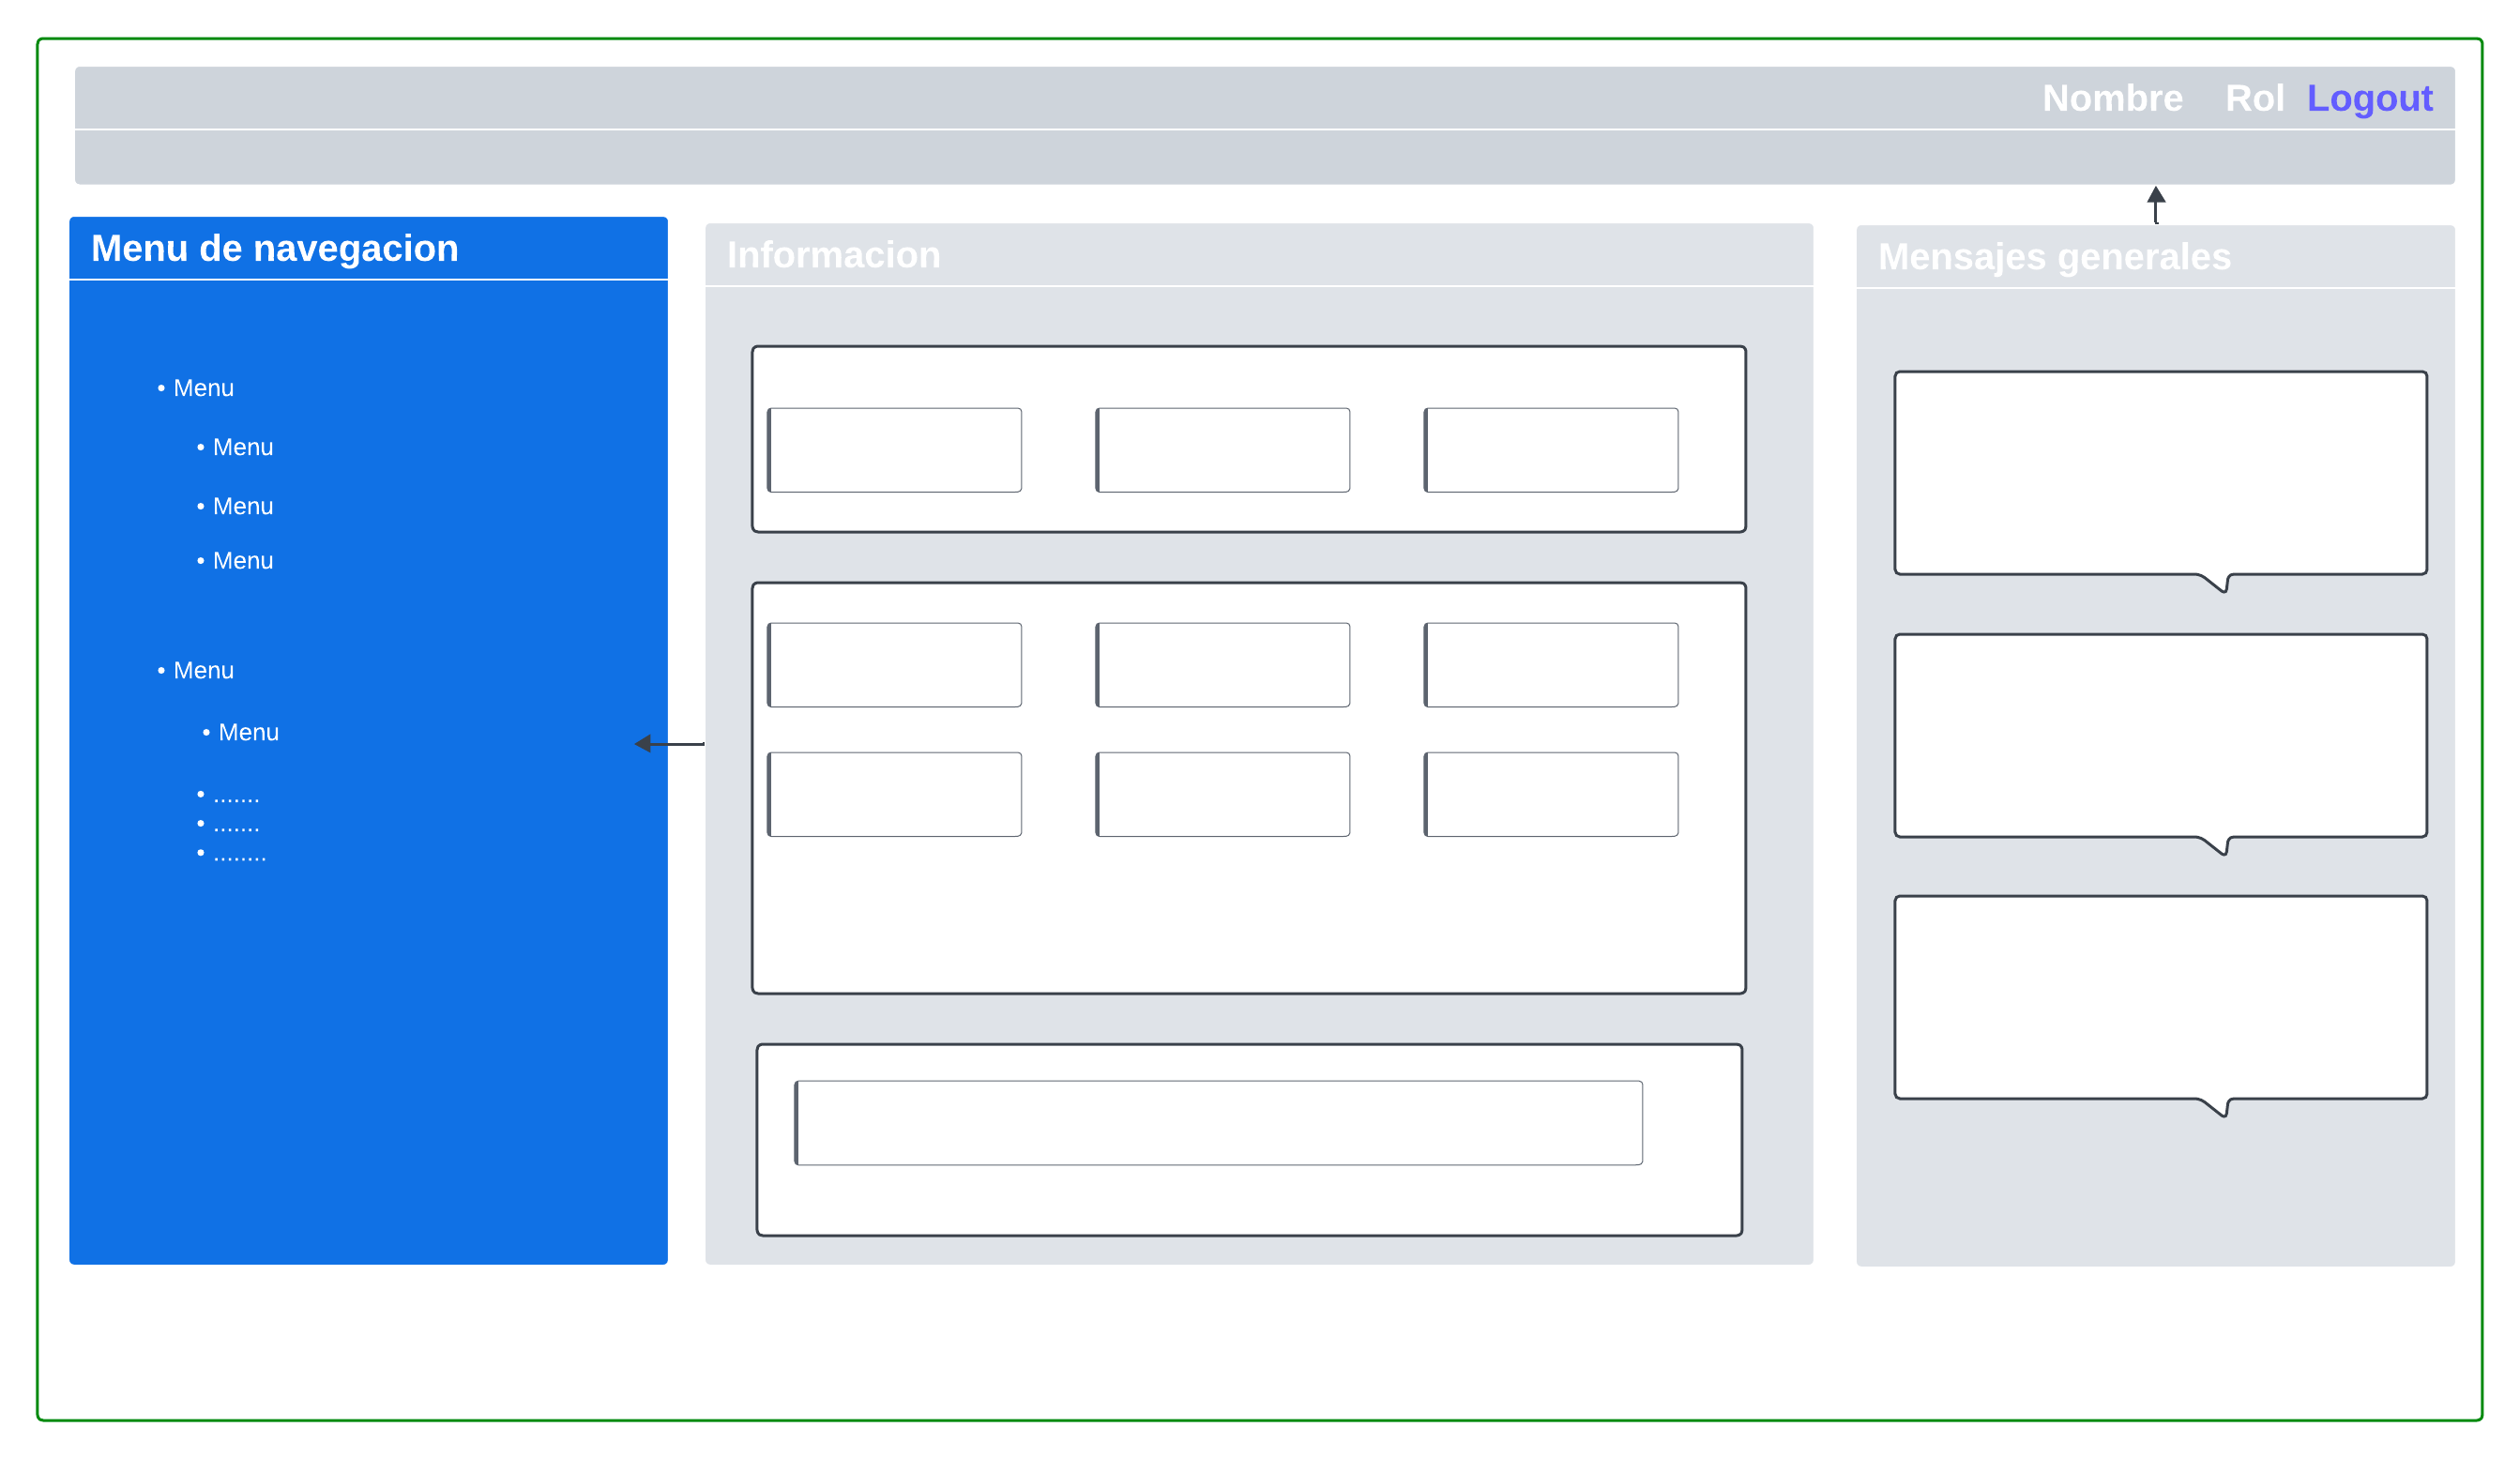 Nombre Rol Logout
Menu de navegacion
Informacion
Mensajes generales
• Menu
• Menu
• Menu
• Menu
• Menu
• Menu
• .......
• .......
• ........